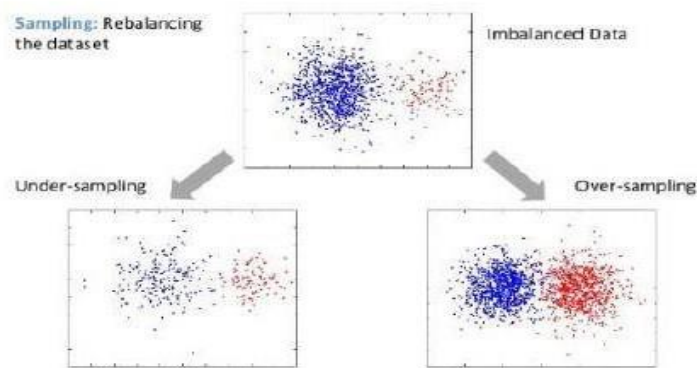 Sampling: Rebalancing
the dataset
Imbalanced Data
Under-sampling
Over-sampling